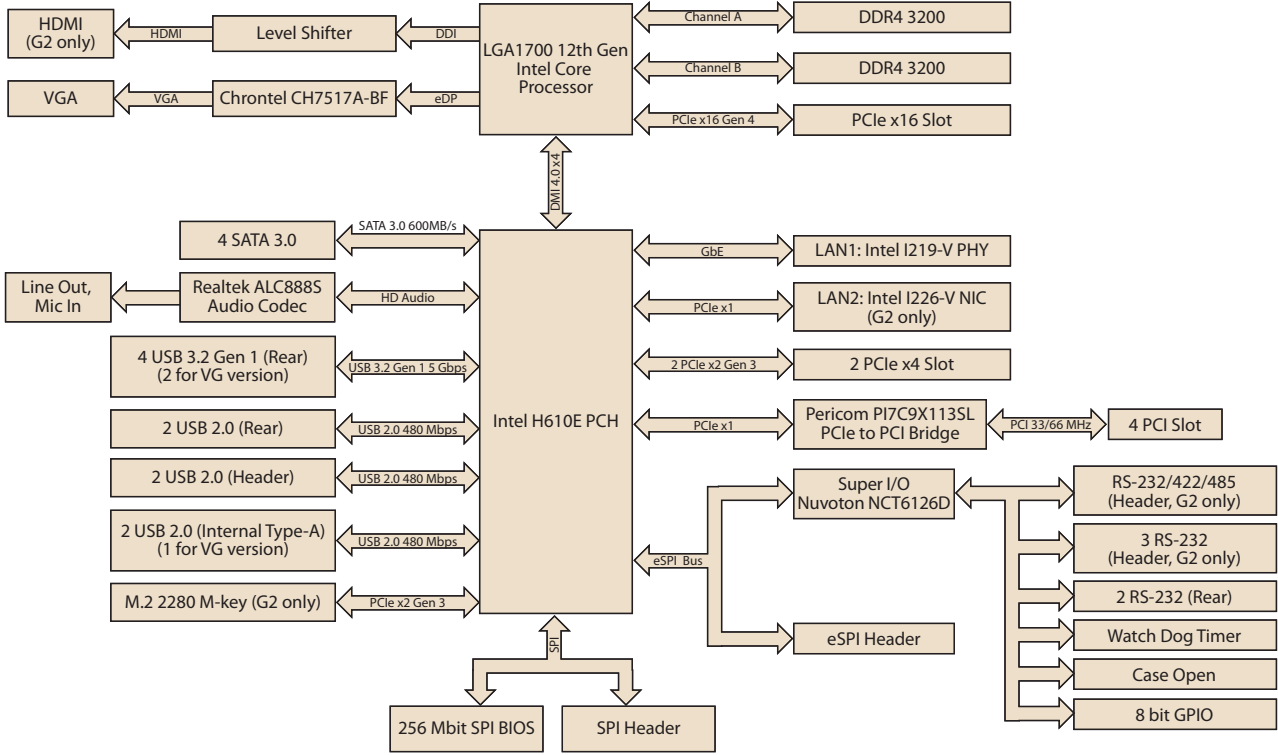 HDMI
(G2 only)
HDMI
Level Shifter
DDI
VGA
VGA
Chrontel CH7517A-BF
eDP
LGA1700 12th Gen
Intel Core
Processor
Channel A
DDR4 3200
Channel B
DDR4 3200
PCIe x16 Gen 4
PCIe x16 Slot
DMI 4.0 x4
4 SATA 3.0
SATA 3.0 600MB/s
Line Out,
Mic In
Realtek ALC888S
Audio Codec
HD Audio
4 USB 3.2 Gen 1 (Rear)
(2 for VG version)
USB 3.2 Gen 1 5 Gbps
2 USB 2.0 (Rear)
USB 2.0 480 Mbps
2 USB 2.0 (Header)
USB 2.0 480 Mbps
2 USB 2.0 (Internal Type-A)
(1 for VG version)
USB 2.0 480 Mbps
M.2 2280 M-key (G2 only)
PCIe x2 Gen 3
Intel H610E PCH
GbE
LAN1: Intel I219-V PHY
PCIe x1
LAN2: Intel I226-V NIC
(G2 only)
2 PCIe x2 Gen 3
2 PCIe x4 Slot
PCIe x1
Pericom PI7C9X113SL
PCIe to PCI Bridge
PCI 33/66 MHz
4 PCI Slot
eSPI Bus
Super I/O
Nuvoton NCT6126D
eSPI Header
RS-232/422/485
(Header, G2 only)
3 RS-232
(Header, G2 only)
2 RS-232 (Rear)
Watch Dog Timer
Case Open
8 bit GPIO
SPI
256 Mbit SPI BIOS
SPI Header